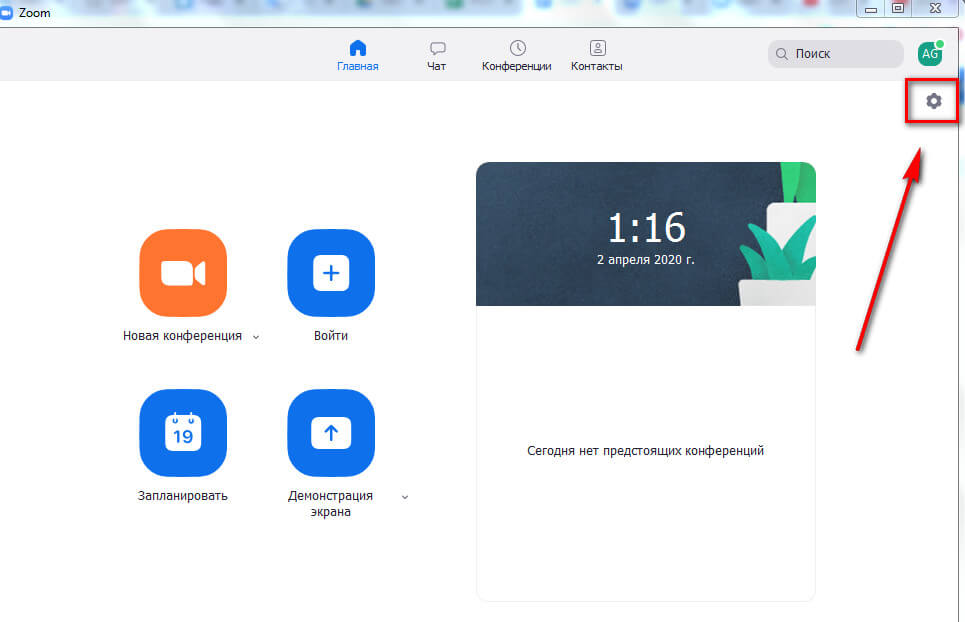 Zoom
Главная
Чат
Конференции
Контакты
Поиск
AG
1:16
2 апреля 2020 г.
Новая конференция
Войти
19
Запланировать
Демонстрация
экрана
Сегодня нет предстоящих конференций